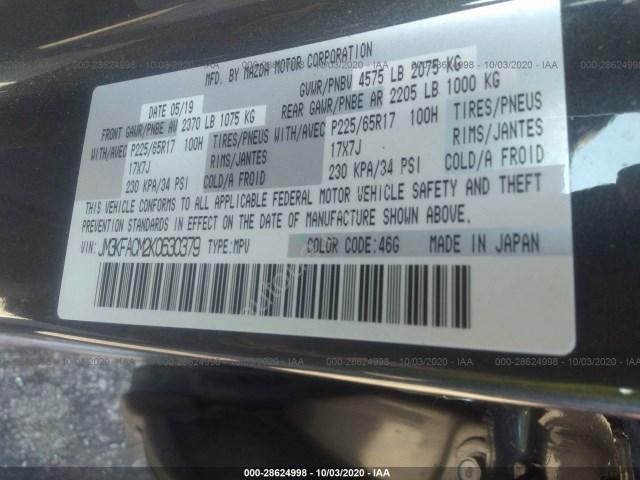 MFD. BY MAZDA MOTOR CORPORATION
DATE 05/19 GVWR/PNBV 4575 LB 2075 KG
FRONT GAWR/PNBE AV 2370 LB 1075 KG REAR GAWR/PNBE AR 2205 LB 1000 KG
WITH/AVEC P225/65R17 100H TIRES/PNEUS WITH/AVEC P225/65R17 100H TIRES/PNEUS
17X7J RIMS/JANTES 17X7J RIMS/JANTES
230 KPA/34 PSI COLD/A FROID 230 KPA/34 PSI COLD/A FROID
THIS VEHICLE CONFORMS TO ALL APPLICABLE FEDERAL MOTOR VEHICLE SAFETY AND THEFT
PREVENTION STANDARDS IN EFFECT ON THE DATE OF MANUFACTURE SHOWN ABOVE.
VIN: JM3KFACM2K0630379 TYPE: MPV COLOR CODE: 46G MADE IN JAPAN
000-28624998 - 10/03/2020 - IAA